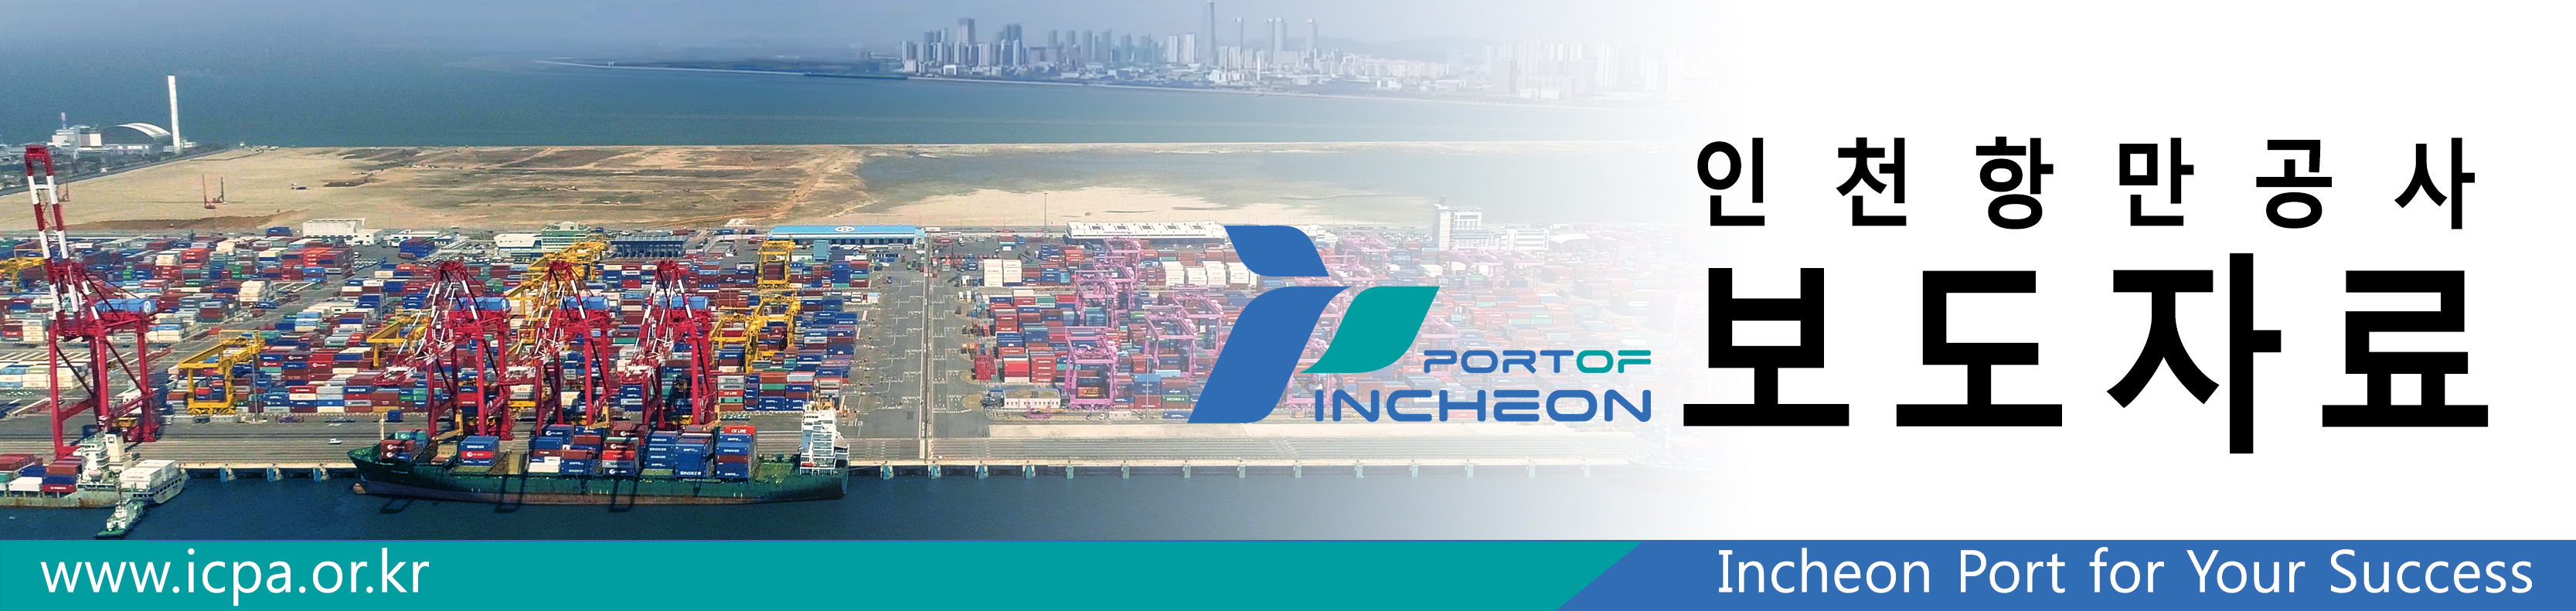 인천항만공사
보도자료
PORT OF
INCHEON
www.icpa.or.kr
Incheon Port for Your Success